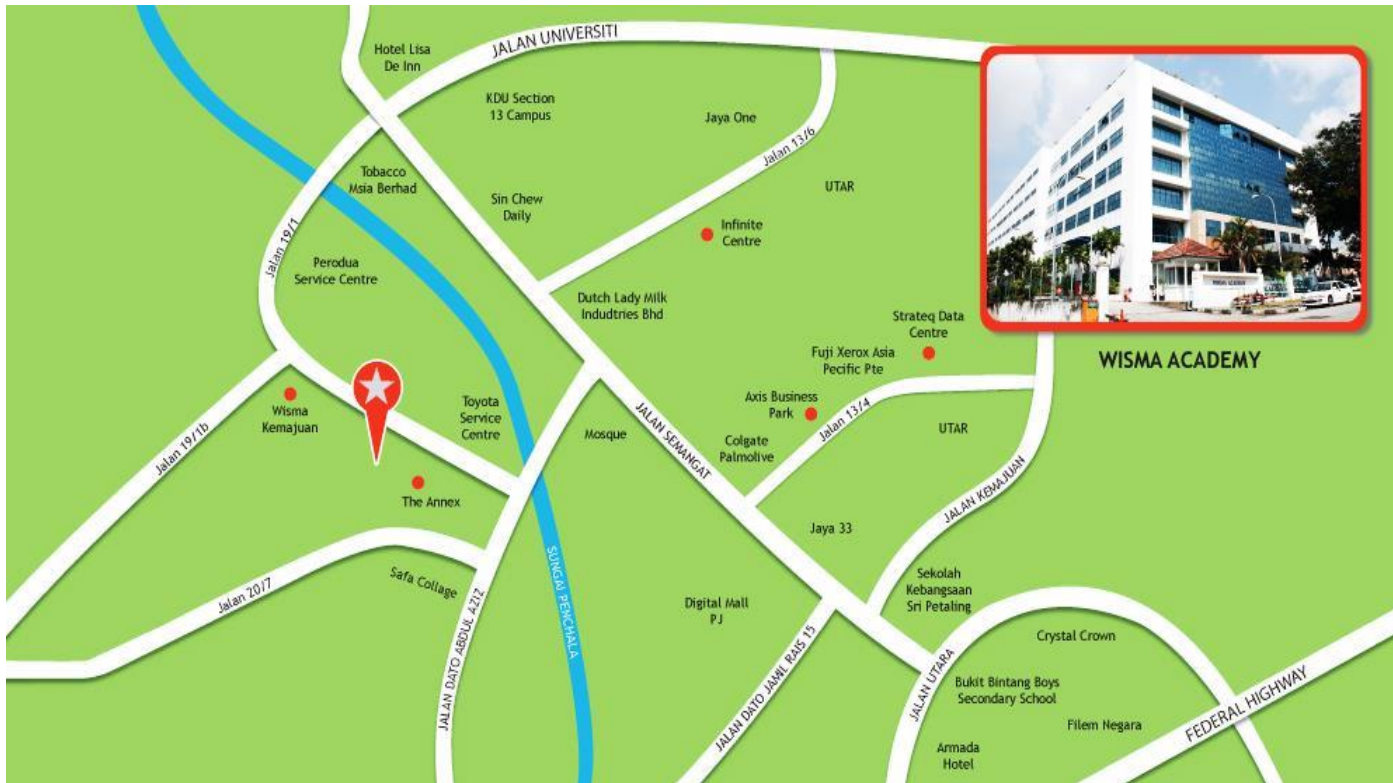 Hotel Lisa
De Inn
JALAN UNIVERSITI
KDU Section
13 Campus
Jaya One
Jalan 13/6
Tobacco
Msia Berhad
UTAR
Sin Chew
Daily
Infinite
Centre
Jalan 19/1
Perodua
Service Centre
Dutch Lady Milk
Indudtries Bhd
Strateq Data
Centre
Fuji Xerox Asia
Pecific Pte
WISMA ACADEMY
WISMA ACADEMY
Axis Business
Park
Jalan 13/4
Wisma
Kemajuan
Toyota
Service
Centre
Mosque
JALAN SEMANGAT
Colgate
Palmolive
UTAR
Jalan 19/1b
The Annex
JALAN KEMAJUAN
Jaya 33
SUNGAI PENCHALA
Safa Collage
Jalan 20/7
JALAN DATO ABDUL AZIZ
Digital Mall
PJ
Sekolah
Kebangsaan
Sri Petaling
JALAN DATO JAMIL RAIS 15
Crystal Crown
JALAN UTARA
Bukit Bintang Boys
Secondary School
Filem Negara
FEDERAL HIGHWAY
Armada
Hotel